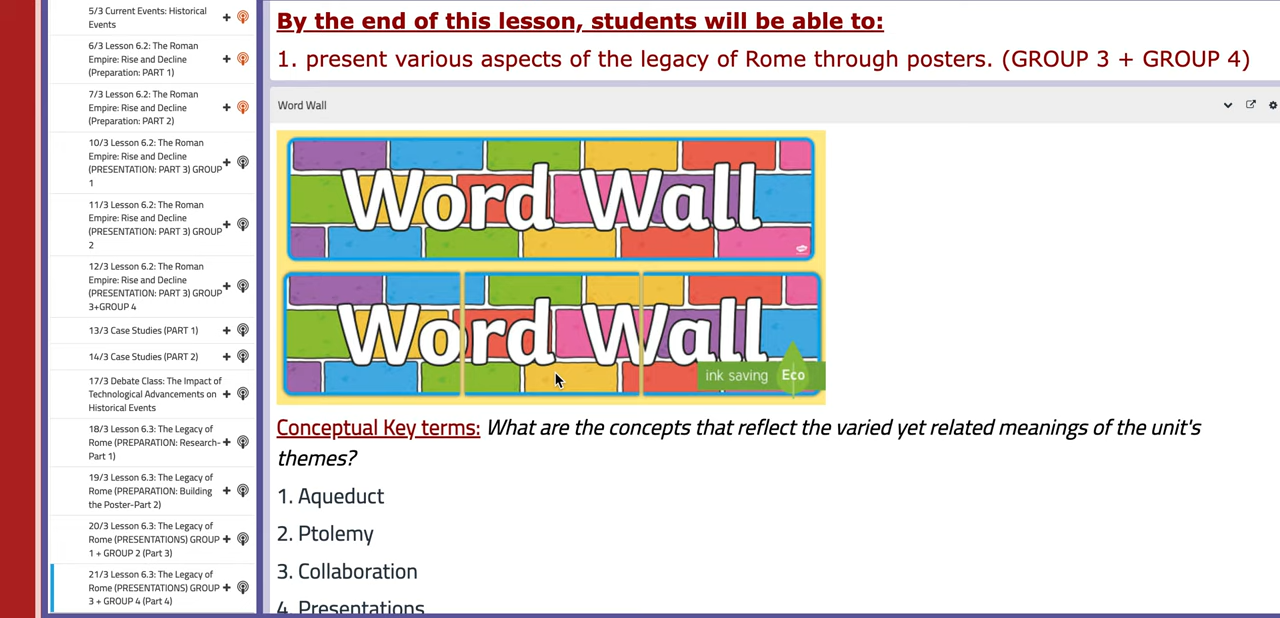 5/3 Current Events: Historical
Events
6/3 Lesson 6.2: The Roman
Empire: Rise and Decline
(Preparation: PART 1)
7/3 Lesson 6.2: The Roman
Empire: Rise and Decline
(Preparation: PART 2)
10/3 Lesson 6.2: The Roman
Empire: Rise and Decline
(PRESENTATION: PART 3) GROUP
1
11/3 Lesson 6.2: The Roman
Empire: Rise and Decline
(PRESENTATION: PART 3) GROUP
2
12/3 Lesson 6.2: The Roman
Empire: Rise and Decline
(PRESENTATION: PART 3) GROUP
3+GROUP 4
13/3 Case Studies (PART 1)
14/3 Case Studies (PART 2)
17/3 Debate Class: The Impact of
Technological Advancements on
Historical Events
18/3 Lesson 6.3: The Legacy of
Rome (PREPARATION: Research-
Part 1)
19/3 Lesson 6.3: The Legacy of
Rome (PREPARATION: Building
the Poster-Part 2)
20/3 Lesson 6.3: The Legacy of
Rome (PRESENTATIONS) GROUP
1 + GROUP 2 (Part 3)
21/3 Lesson 6.3: The Legacy of
Rome (PRESENTATIONS) GROUP
3 + GROUP 4 (Part 4)
By the end of this lesson, students will be able to:
1. present various aspects of the legacy of Rome through posters. (GROUP 3 + GROUP 4)
Word Wall
Word Wall
Word Wall
ink saving Eco
Conceptual Key terms: What are the concepts that reflect the varied yet related meanings of the unit's
themes?
1. Aqueduct
2. Ptolemy
3. Collaboration
4. Presentations